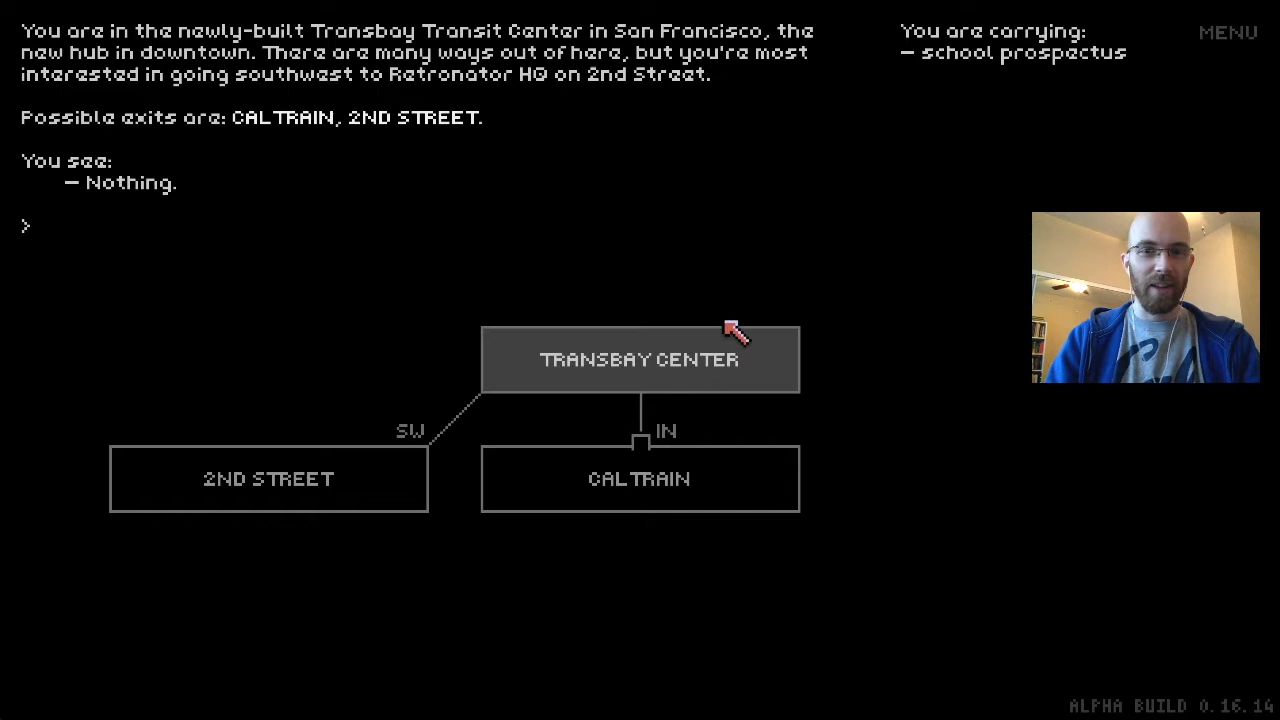 You are in the newly-built Transbay Transit Center in San Francisco, the
new hub in downtown. There are many ways out of here, but you're most
interested in going southwest to Retronator HQ on 2nd Street.
Possible exits are: CALTRAIN, 2ND STREET.
You see:
— Nothing.
>
You are carrying:
— school prospectus
MENU
TRANSBAY CENTER
SW
IN
2ND STREET
CALTRAIN
ALPHA BUILD 0.16.14